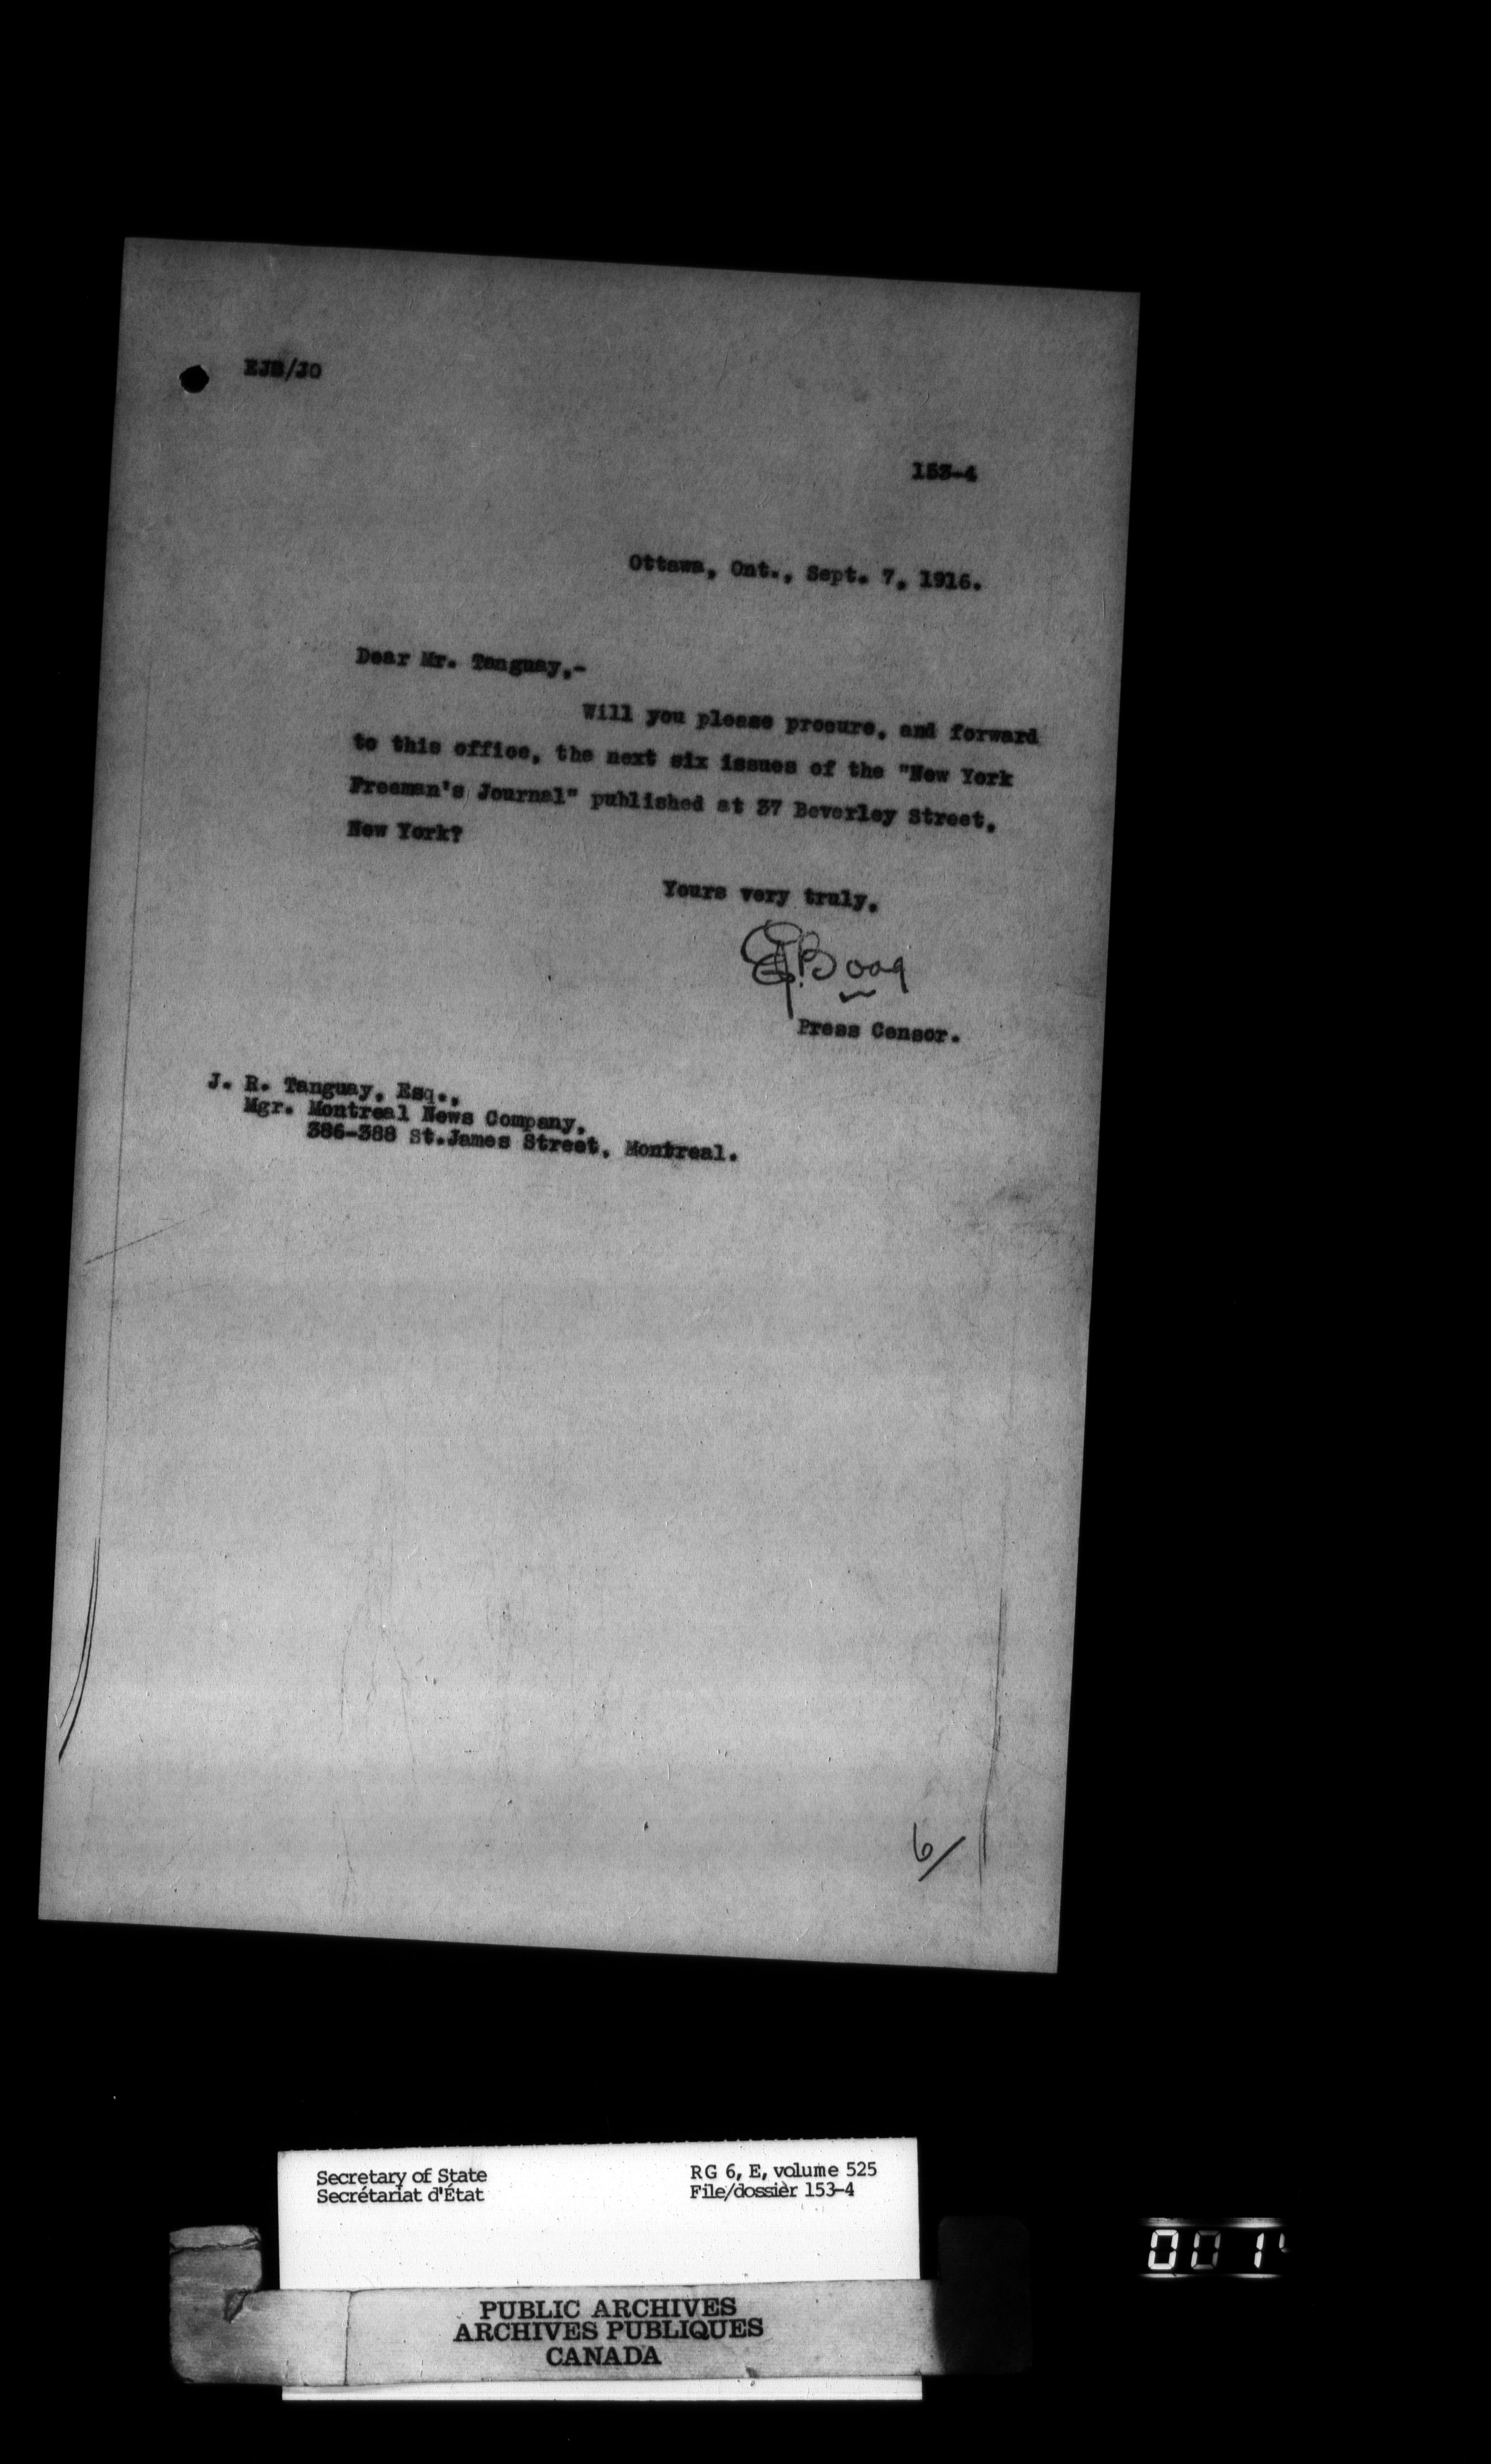 EJB/JO
153-4
Ottawa, Ont., Sept. 7, 1916.
Dear Mr. Tanguay,-
Will you please procure, and forward
to this office, the next six issues of the "New York
Freeman's Journal" published at 37 Beverley Street,
New York?
Yours very truly,
E.J. Boag
Press Censor.
J. R. Tanguay, Esq.,
Mgr. Montreal News Company,
386-388 St.James Street, Montreal.
6/
Secretary of State
Secrétariat d'État
RG 6, E, volume 525
File/dossier 153-4
PUBLIC ARCHIVES
ARCHIVES PUBLIQUES
CANADA
001